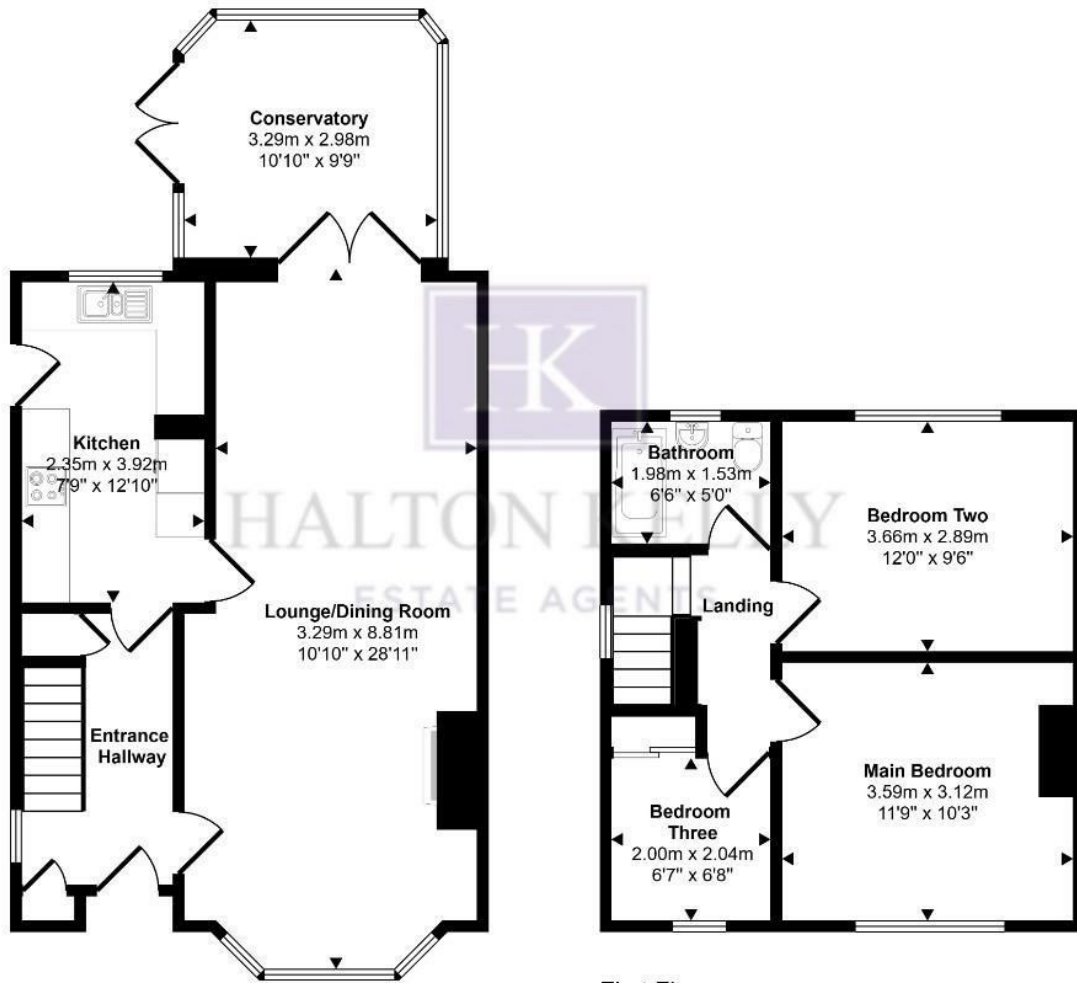 Conservatory
3.29m x 2.98m
10'10" x 9'9"
HK
Kitchen
2.35m x 3.92m
7'9" x 12'10"
Bathroom
1.98m x 1.53m
6'6" x 5'0"
Bedroom Two
3.66m x 2.89m
12'0" x 9'6"
HALTON KELLY
ESTATE AGENTS
Landing
Lounge/Dining Room
3.29m x 8.81m
10'10" x 28'11"
Entrance
Hallway
Main Bedroom
3.59m x 3.12m
11'9" x 10'3"
Bedroom
Three
2.00m x 2.04m
6'7" x 6'8"